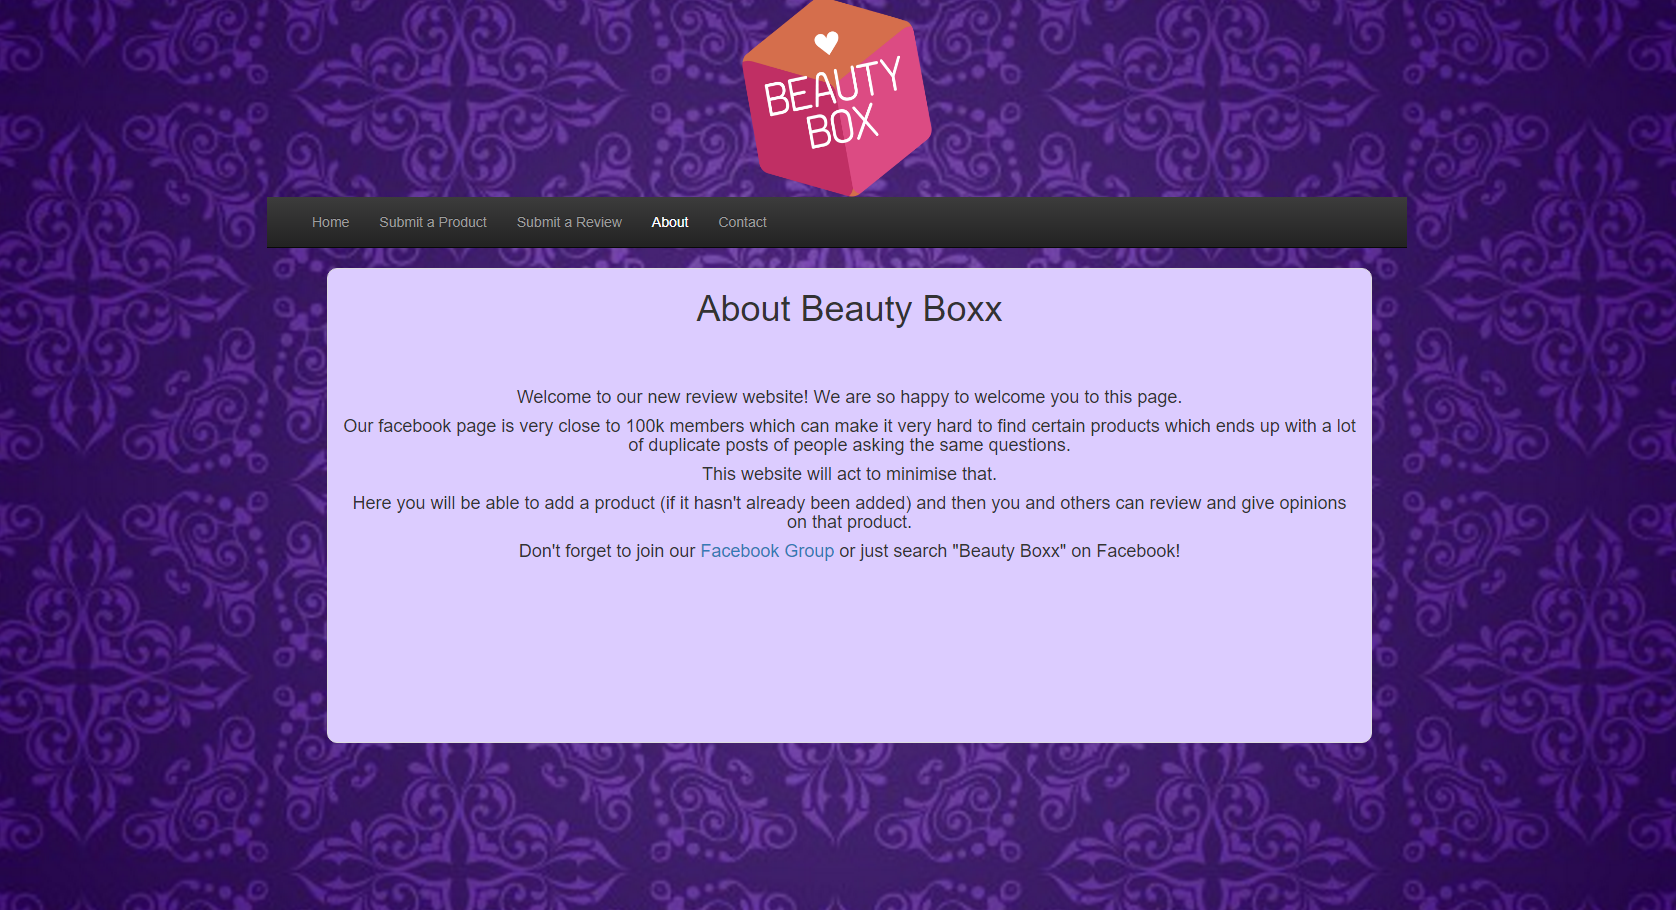 BEAUTY
BOX
Home Submit a Product Submit a Review About Contact
About Beauty Boxx
Welcome to our new review website! We are so happy to welcome you to this page.
Our facebook page is very close to 100k members which can make it very hard to find certain products which ends up with a lot
of duplicate posts of people asking the same questions.
This website will act to minimise that.
Here you will be able to add a product (if it hasn't already been added) and then you and others can review and give opinions
on that product.
Don't forget to join our Facebook Group or just search "Beauty Boxx" on Facebook!